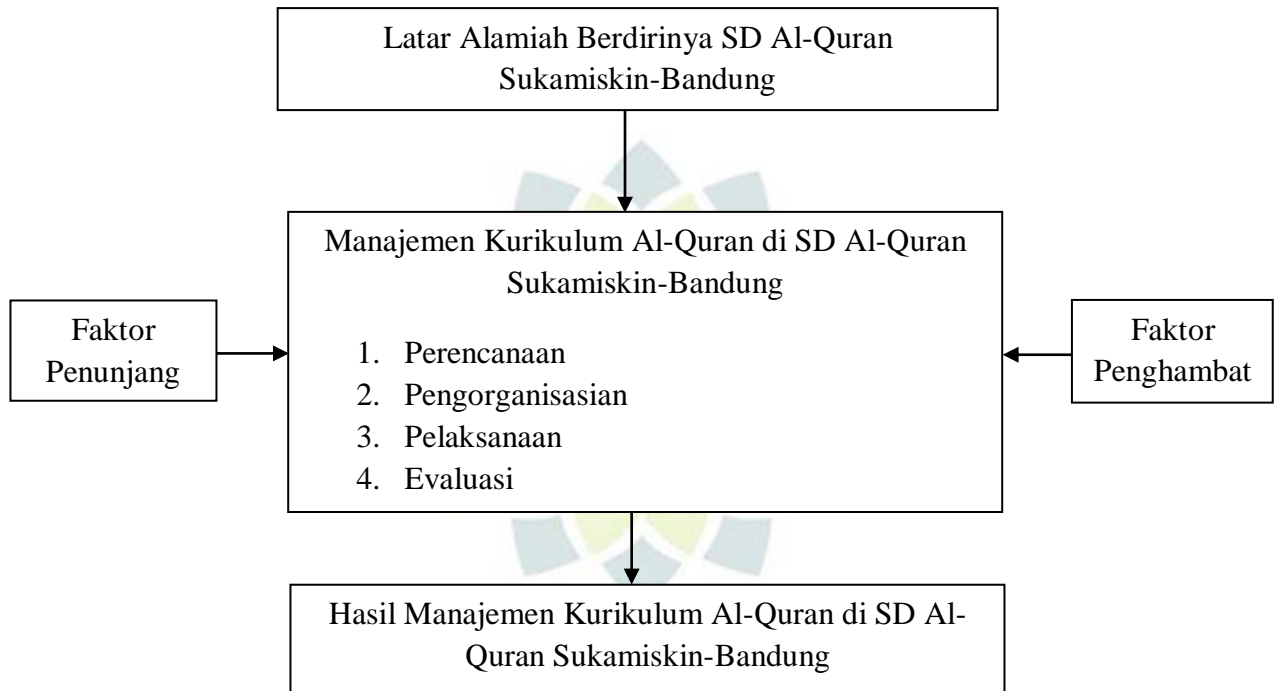 Latar Alamiah Berdirinya SD Al-Quran
Sukamiskin-Bandung
Manajemen Kurikulum Al-Quran di SD Al-Quran
Sukamiskin-Bandung
Faktor
Penunjang
1. Perencanaan
2. Pengorganisasian
3. Pelaksanaan
4. Evaluasi
Faktor
Penghambat
Hasil Manajemen Kurikulum Al-Quran di SD Al-
Quran Sukamiskin-Bandung